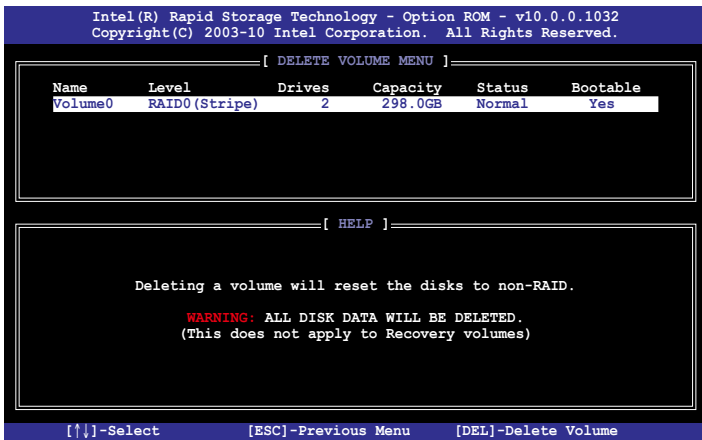 Intel(R) Rapid Storage Technology - Option ROM - v10.0.0.1032
Copyright(C) 2003-10 Intel Corporation. All Rights Reserved.
[ DELETE VOLUME MENU ]
Name Level Drives Capacity Status Bootable
Volume0 RAID0(Stripe) 2 298.0GB Normal Yes
[ HELP ]
Deleting a volume will reset the disks to non-RAID.
WARNING: ALL DISK DATA WILL BE DELETED.
(This does not apply to Recovery volumes)
[↑↓]-Select [ESC]-Previous Menu [DEL]-Delete Volume